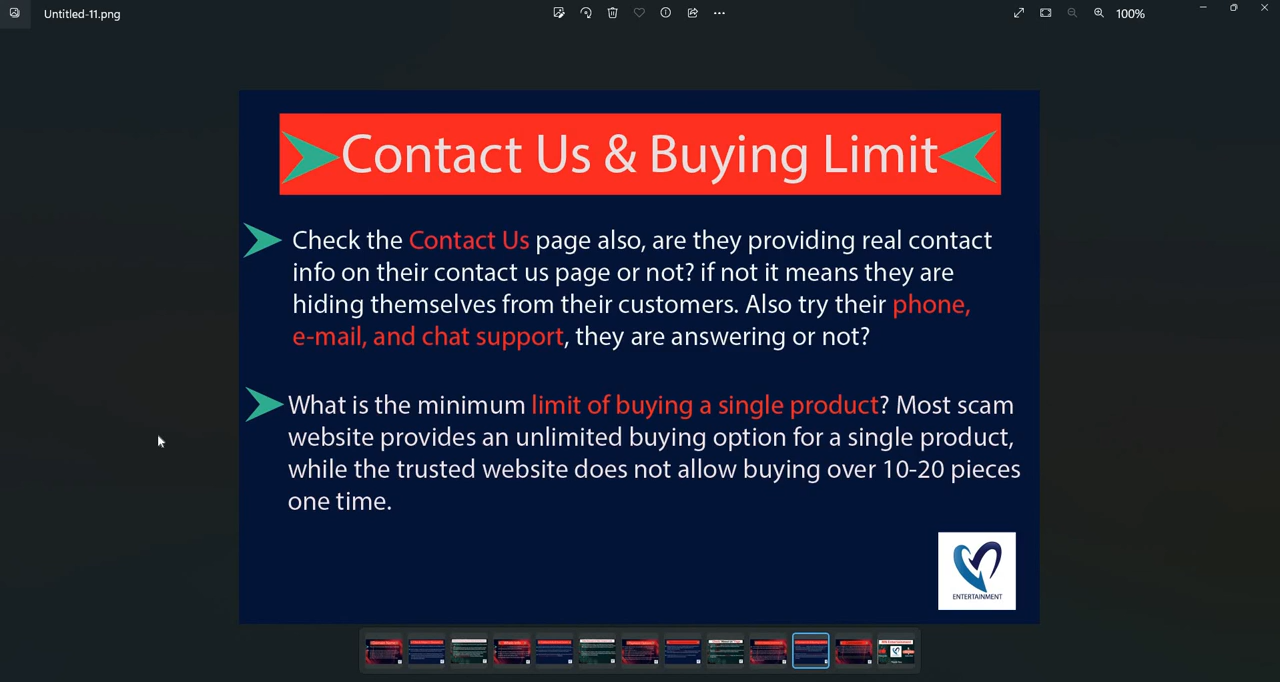 Untitled-11.png
100%
Contact Us & Buying Limit
Check the Contact Us page also, are they providing real contact
info on their contact us page or not? if not it means they are
hiding themselves from their customers. Also try their phone,
e-mail, and chat support, they are answering or not?
What is the minimum limit of buying a single product? Most scam
website provides an unlimited buying option for a single product,
while the trusted website does not allow buying over 10-20 pieces
one time.
ENTERTAINMENT